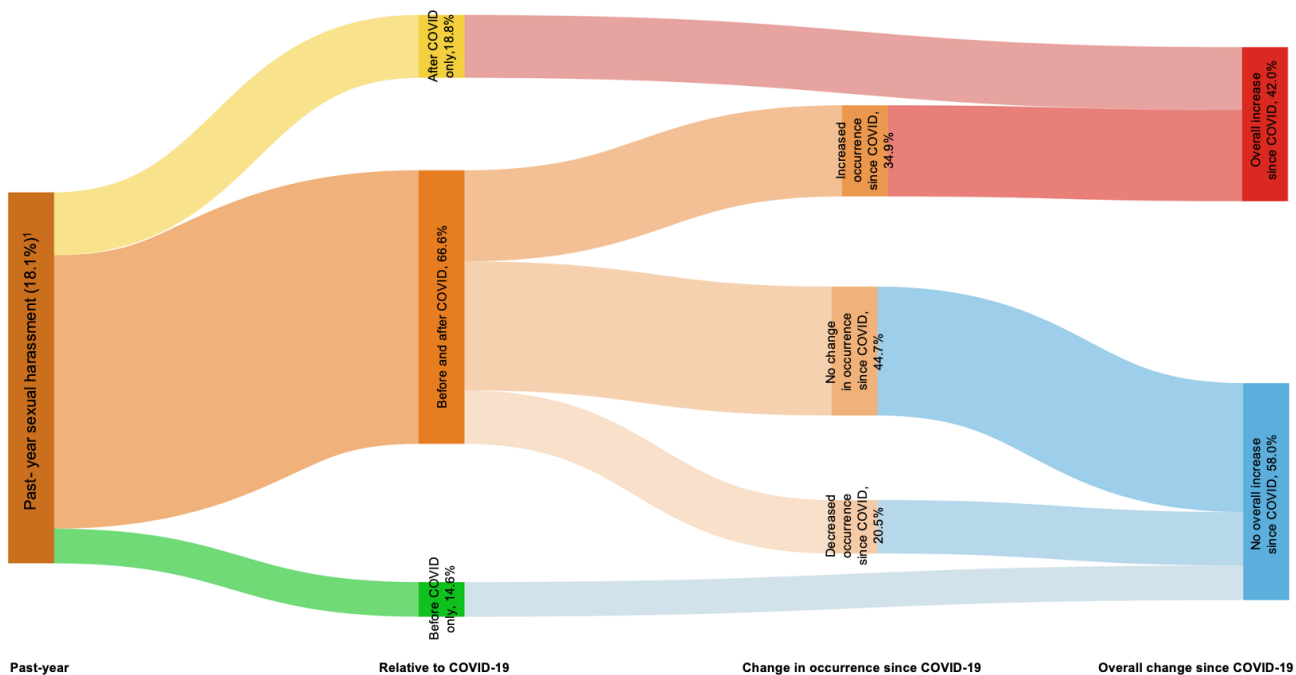 Past- year sexual harassment (18.1%)¹
After COVID
only,18.8%
Before and after COVID, 66.6%
Before COVID
only, 14.6%
Increased
occurrence
since COVID,
34.9%
No change
in occurrence
since COVID,
44.7%
Decreased
occurrence
since COVID,
20.5%
Overall increase
since COVID, 42.0%
No overall increase
since COVID, 58.0%
Past-year
Relative to COVID-19
Change in occurrence since COVID-19
Overall change since COVID-19